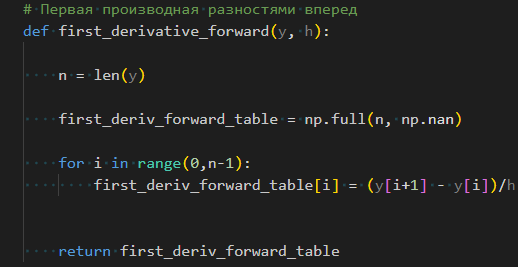 # Первая производная разностями вперед
def first_derivative_forward(y, h):
n = len(y)
first_deriv_forward_table = np.full(n, np.nan)
for i in range(0,n-1):
first_deriv_forward_table[i] = (y[i+1] - y[i])/h
return first_deriv_forward_table